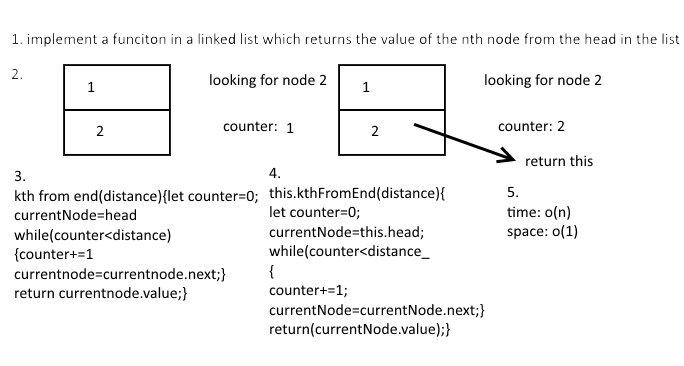 1. implement a funciton in a linked list which returns the value of the nth node from the head in the list
2.
1
2
looking for node 2
counter: 1
1
2
looking for node 2
counter: 2
return this
3.
kth from end(distance){let counter=0;
currentNode=head
while(counter<distance)
{counter+=1
currentnode=currentnode.next;}
return currentnode.value;}
4.
this.kthFromEnd(distance){
let counter=0;
currentNode=this.head;
while(counter<distance_
{
counter+=1;
currentNode=currentNode.next;}
return(currentNode.value);}
5.
time: o(n)
space: o(1)